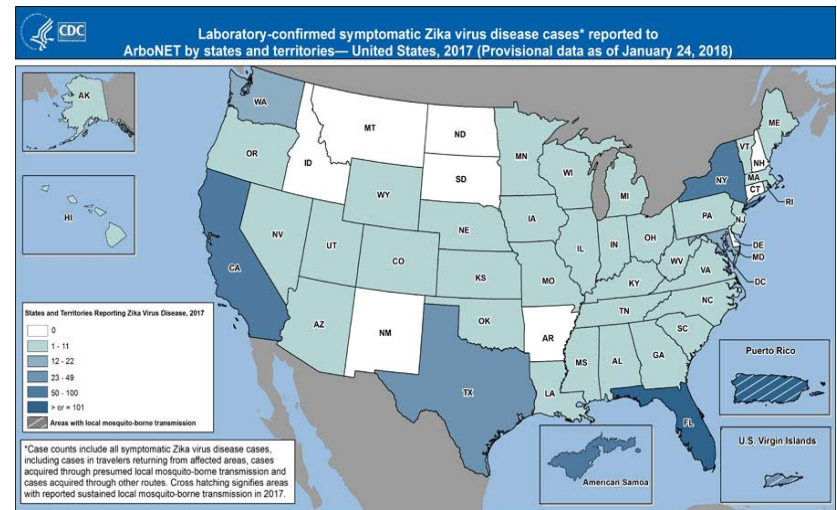 CDC
Laboratory-confirmed symptomatic Zika virus disease cases* reported to
ArboNET by states and territories— United States, 2017 (Provisional data as of January 24, 2018)
AK
HI
WA
OR
CA
NV
ID
MT
WY
UT
AZ
CO
NM
ND
SD
NE
KS
OK
TX
MN
IA
MO
AR
LA
WI
IL
MS
MI
IN
OH
KY
TN
AL
GA
FL
SC
NC
VA
WV
PA
NY
VT
NH
ME
MA
CT
RI
NJ
DE
MD
DC
States and Territories Reporting Zika Virus Disease, 2017
0
1 - 11
12 - 22
23 - 49
50 - 100
> or = 101
Areas with local mosquito-borne transmission
*Case counts include all symptomatic Zika virus disease cases,
including cases in travelers returning from affected areas, cases
acquired through presumed local mosquito-borne transmission and
cases acquired through other routes. Cross hatching signifies areas
with reported sustained local mosquito-borne transmission in 2017.
Puerto Rico
American Samoa
U.S. Virgin Islands